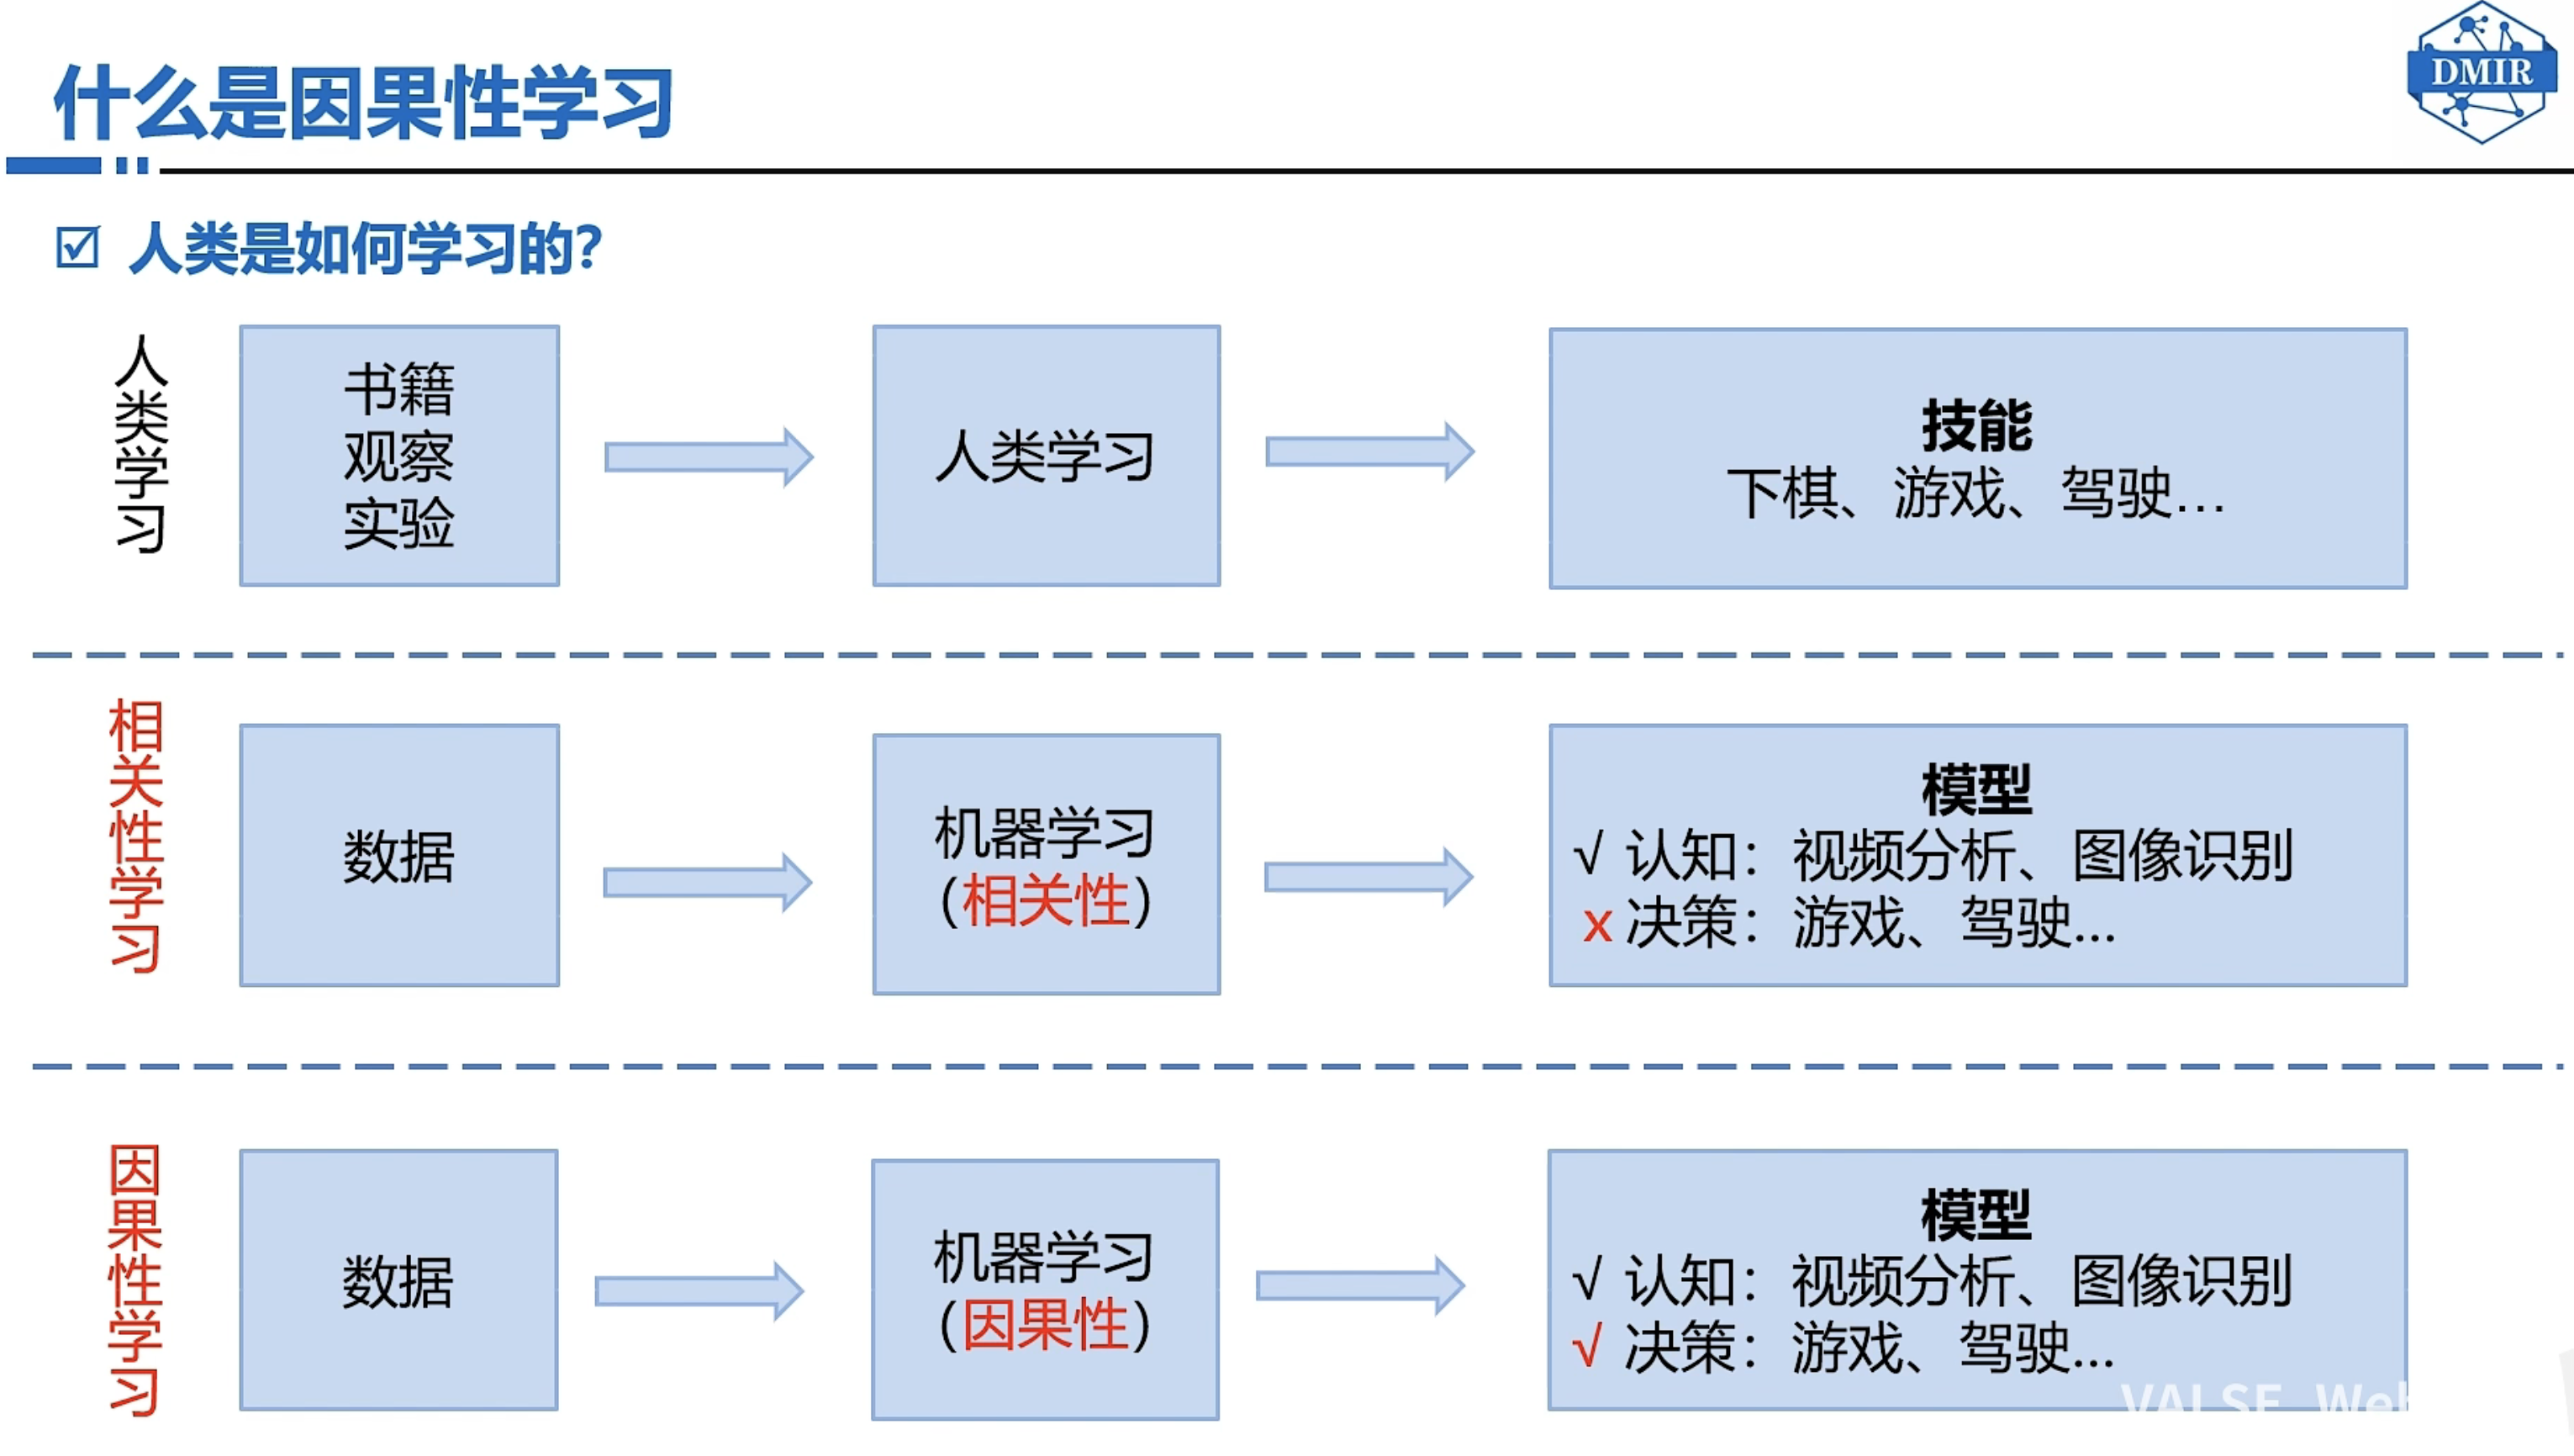 什么是因果性学习
DMIR
人类是如何学习的?
人类学习
书籍
观察
实验
人类学习
技能
下棋、游戏、驾驶...
相关性学习
数据
机器学习
(相关性)
模型
√ 认知：视频分析、图像识别
x 决策：游戏、驾驶...
因果性学习
数据
机器学习
(因果性)
模型
√ 认知：视频分析、图像识别
√ 决策：游戏、驾驶...
VALSE Web